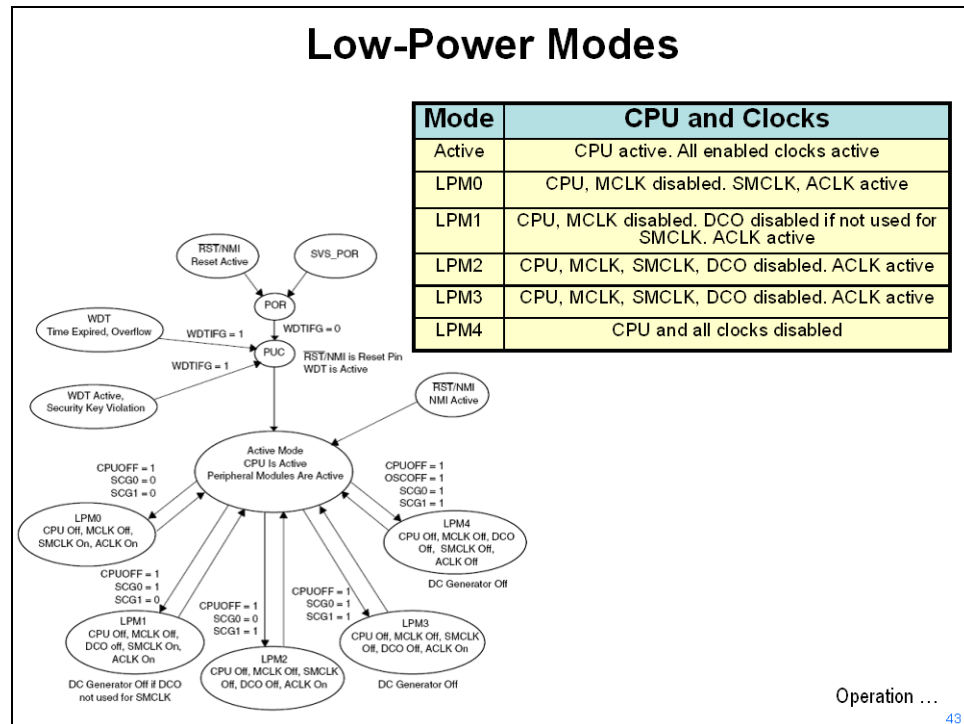 Low-Power Modes
Mode CPU and Clocks
Active CPU active. All enabled clocks active
LPM0 CPU, MCLK disabled. SMCLK, ACLK active
LPM1 CPU, MCLK disabled. DCO disabled if not used for
SMCLK. ACLK active
LPM2 CPU, MCLK, SMCLK, DCO disabled. ACLK active
LPM3 CPU, MCLK, SMCLK, DCO disabled. ACLK active
LPM4 CPU and all clocks disabled
RST/NMI
Reset Active
SVS_POR
POR
WDT
Time Expired, Overflow
WDTIFG = 1
WDTIFG = 0
PUC
RST/NMI is Reset Pin
WDT is Active
WDTIFG = 1
WDT Active,
Security Key Violation
RST/NMI
NMI Active
Active Mode
CPU Is Active
Peripheral Modules Are Active
CPUOFF = 1
SCG0 = 0
SCG1 = 0
CPUOFF = 1
OSCOFF = 1
SCG0 = 1
SCG1 = 1
LPM0
CPU Off, MCLK Off,
SMCLK On, ACLK On
LPM4
CPU Off, MCLK Off, DCO
Off, SMCLK Off,
ACLK Off
DC Generator Off
CPUOFF = 1
SCG0 = 1
SCG1 = 0
CPUOFF = 1
SCG0 = 0
SCG1 = 1
CPUOFF = 1
SCG0 = 1
SCG1 = 1
LPM1
CPU Off, MCLK Off,
DCO off, SMCLK On,
ACLK On
DC Generator Off if DCO
not used for SMCLK
LPM2
CPU Off, MCLK Off, SMCLK
Off, DCO Off, ACLK On
LPM3
CPU Off, MCLK Off, SMCLK
Off, DCO Off, ACLK On
DC Generator Off
Operation …
43